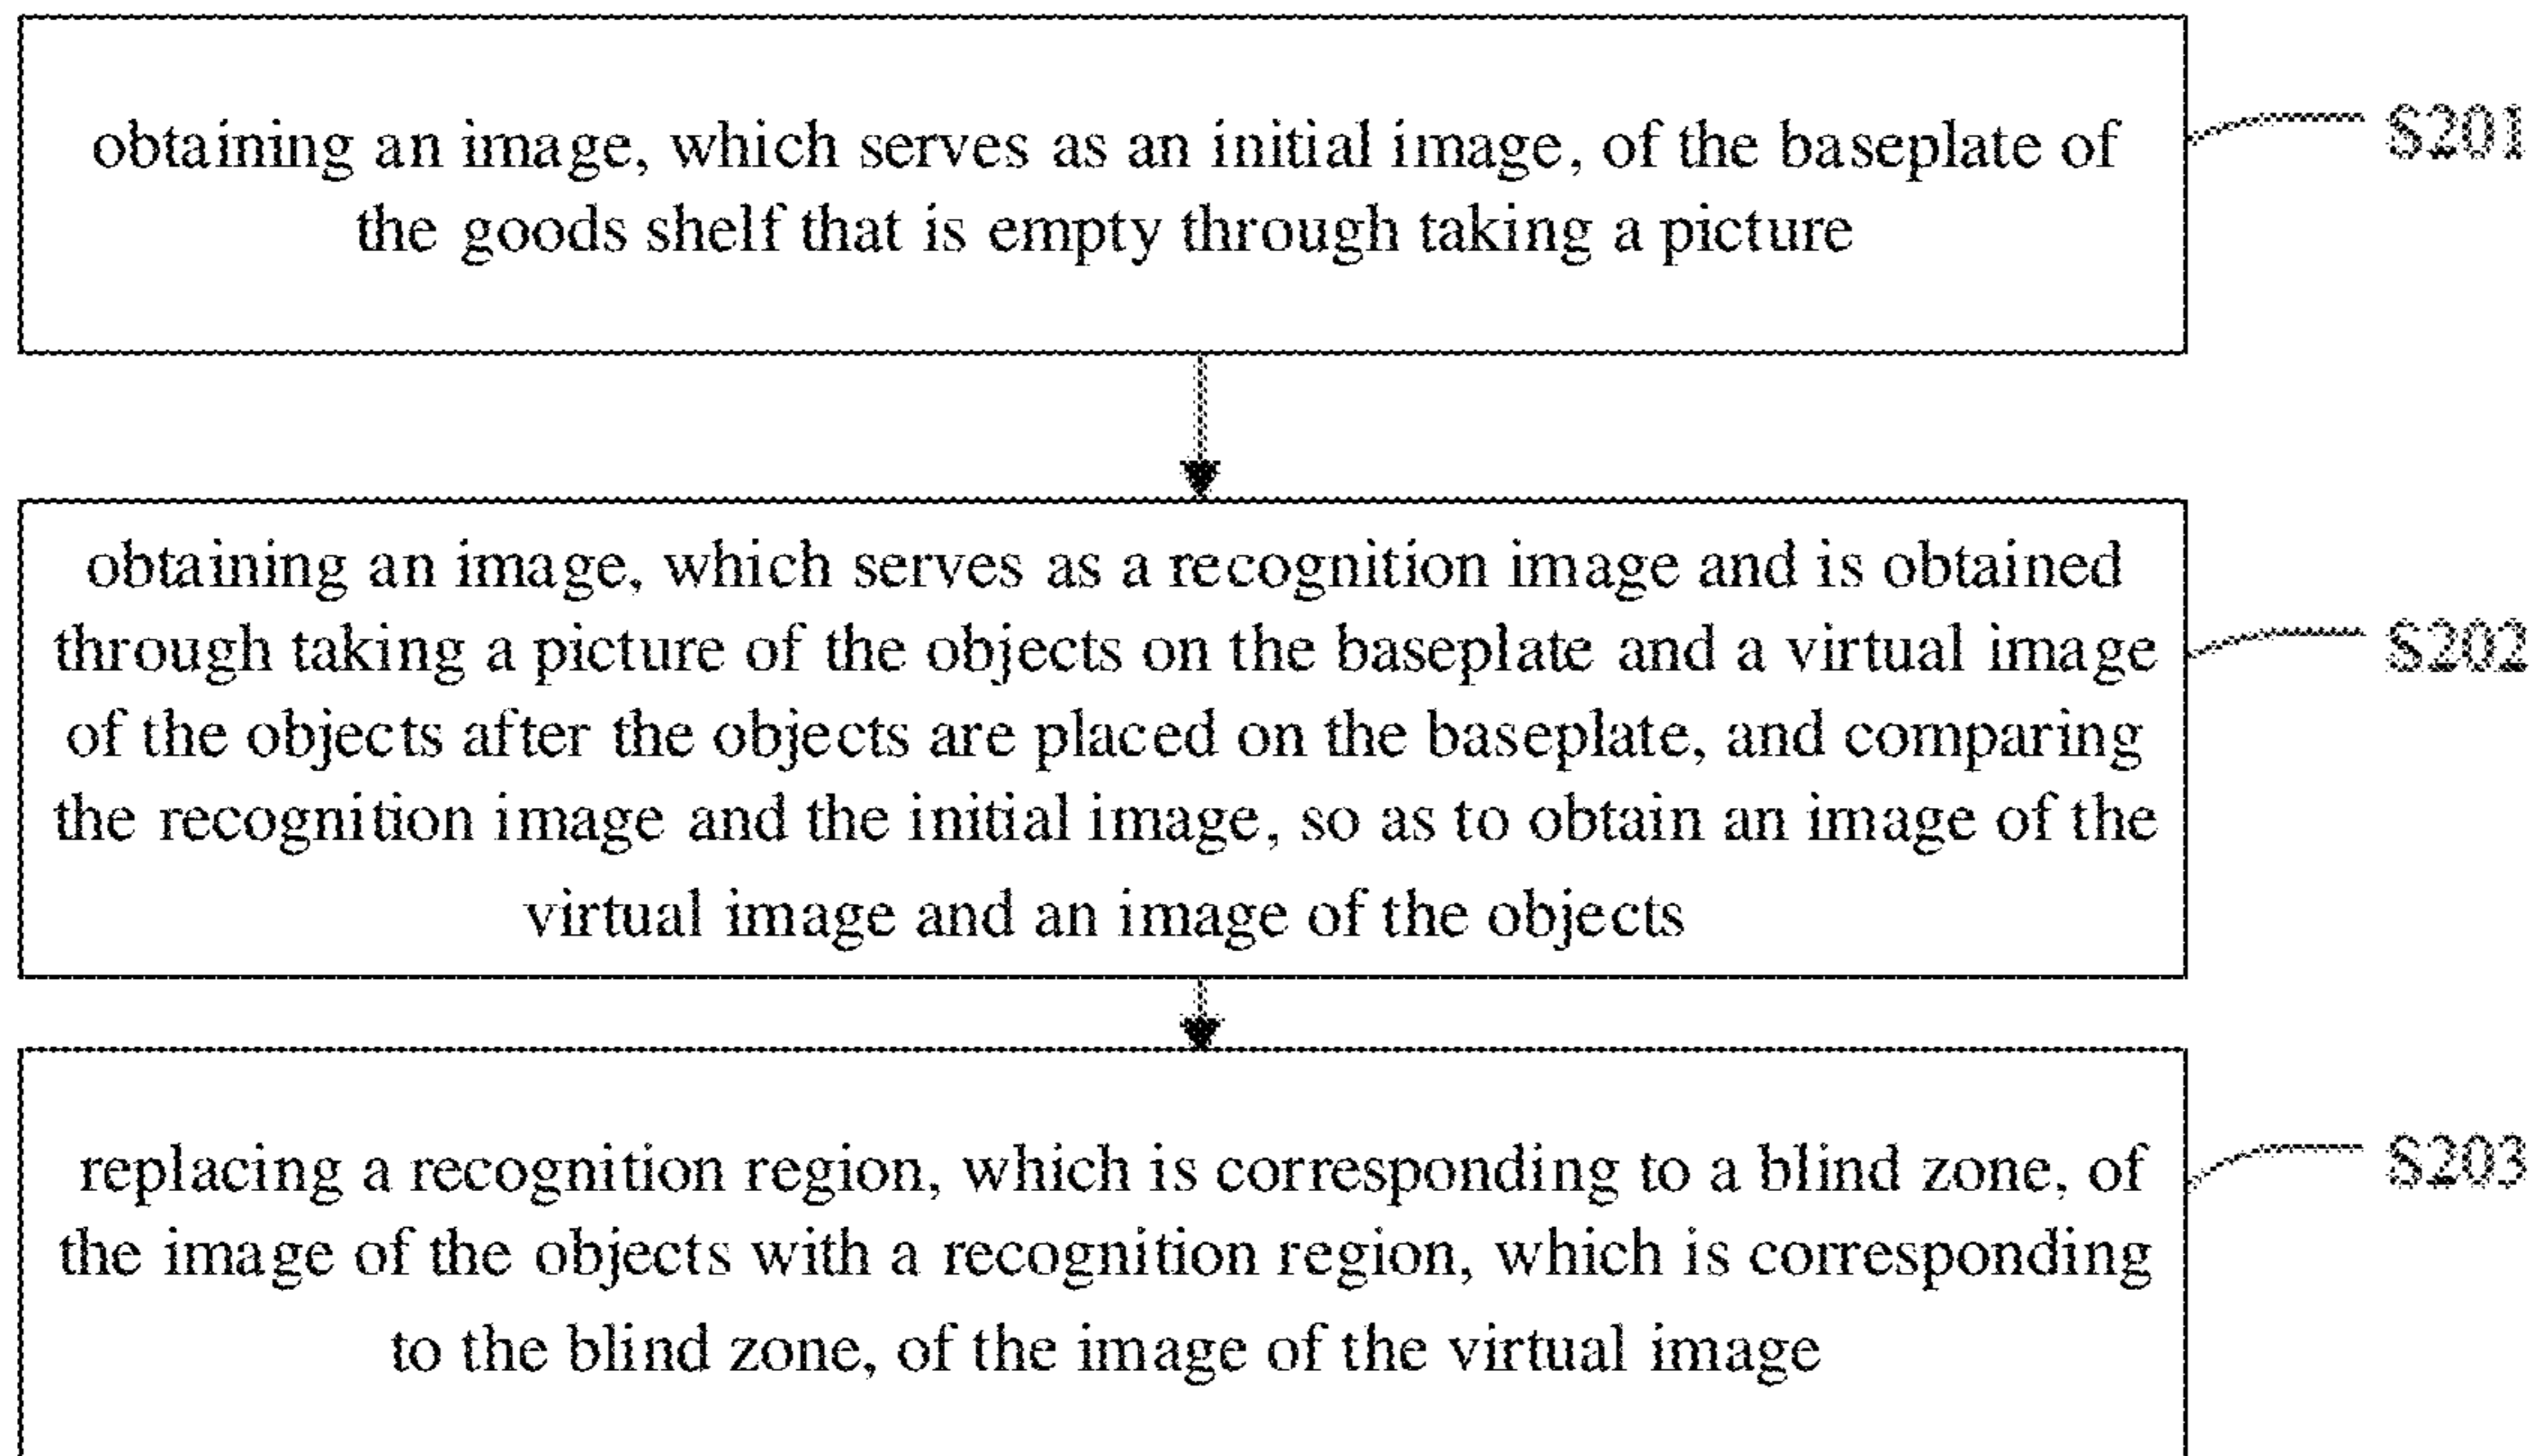 obtaining an image, which serves as an initial image, of the baseplate of
the goods shelf that is empty through taking a picture
S201
obtaining an image, which serves as a recognition image and is obtained
through taking a picture of the objects on the baseplate and a virtual image
of the objects after the objects are placed on the baseplate, and comparing
the recognition image and the initial image, so as to obtain an image of the
virtual image and an image of the objects
S202
replacing a recognition region, which is corresponding to a blind zone, of
the image of the objects with a recognition region, which is corresponding
to the blind zone, of the image of the virtual image
S203